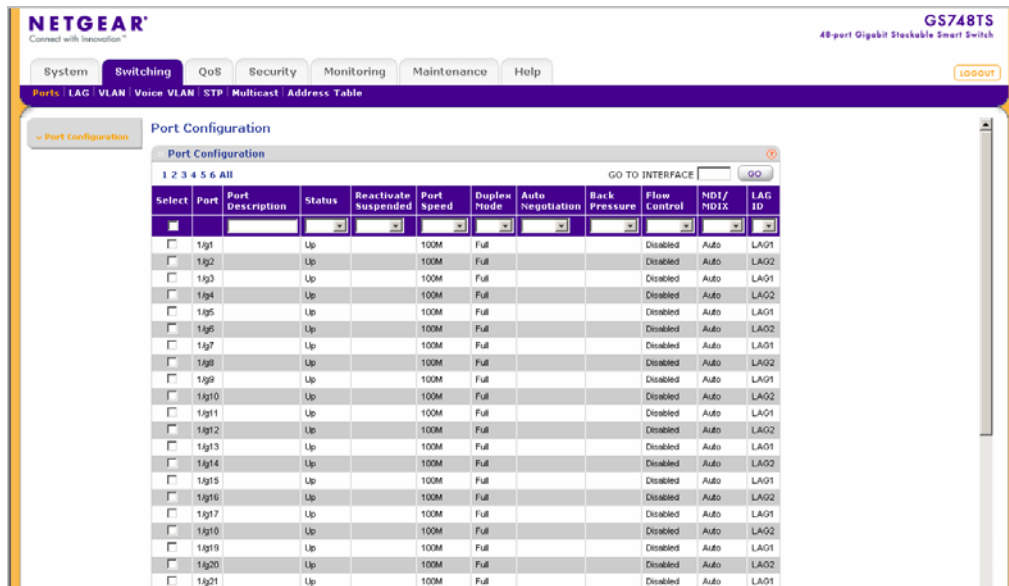 NETGEAR®
Connect with Innovation™
GS748TS
48-port Gigabit Stackable Smart Switch
System Switching QoS Security Monitoring Maintenance Help
LOGOUT
Ports LAG VLAN Voice VLAN STP Multicast Address Table
Port Configuration
Port Configuration
Port Configuration
1 2 3 4 5 6 All GO TO INTERFACE GO
Select Port Port Description Status Reactivate Suspended Port Speed Duplex Mode Auto Negotiation Back Pressure Flow Control MDI/MDIX LAG ID
1/g1 Up 100M Full Disabled Auto LAG1
1/g2 Up 100M Full Disabled Auto LAG2
1/g3 Up 100M Full Disabled Auto LAG1
1/g4 Up 100M Full Disabled Auto LAG2
1/g5 Up 100M Full Disabled Auto LAG1
1/g6 Up 100M Full Disabled Auto LAG2
1/g7 Up 100M Full Disabled Auto LAG1
1/g8 Up 100M Full Disabled Auto LAG2
1/g9 Up 100M Full Disabled Auto LAG1
1/g10 Up 100M Full Disabled Auto LAG2
1/g11 Up 100M Full Disabled Auto LAG1
1/g12 Up 100M Full Disabled Auto LAG2
1/g13 Up 100M Full Disabled Auto LAG1
1/g14 Up 100M Full Disabled Auto LAG2
1/g15 Up 100M Full Disabled Auto LAG1
1/g16 Up 100M Full Disabled Auto LAG2
1/g17 Up 100M Full Disabled Auto LAG1
1/g18 Up 100M Full Disabled Auto LAG2
1/g19 Up 100M Full Disabled Auto LAG1
1/g20 Up 100M Full Disabled Auto LAG2
1/g21 Up 100M Full Disabled Auto LAG1